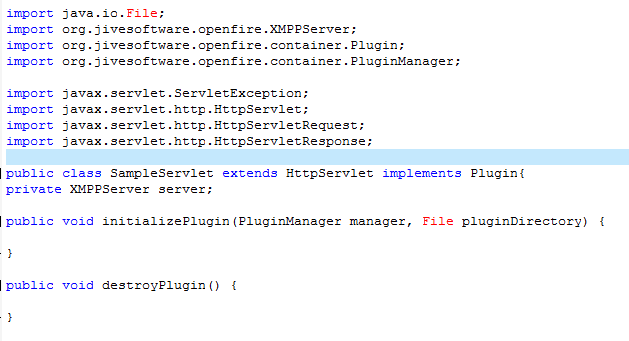 import java.io.File;
import org.jivesoftware.openfire.XMPPServer;
import org.jivesoftware.openfire.container.Plugin;
import org.jivesoftware.openfire.container.PluginManager;
import javax.servlet.ServletException;
import javax.servlet.http.HttpServlet;
import javax.servlet.http.HttpServletRequest;
import javax.servlet.http.HttpServletResponse;
public class SampleServlet extends HttpServlet implements Plugin{
private XMPPServer server;
public void initializePlugin(PluginManager manager, File pluginDirectory) {
}
public void destroyPlugin() {
}